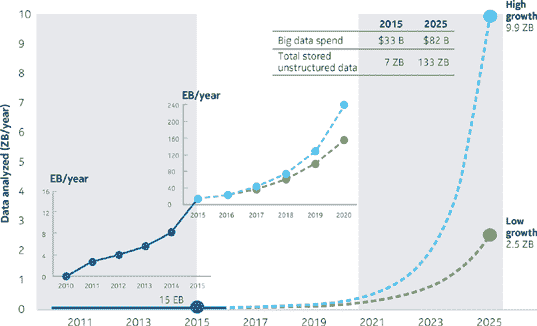 High
growth
9.9 ZB
10
9
8
7
6
5
4
3
2
1
0
Data analyzed (ZB/year)
2015 2025
Big data spend $33 B $82 B
Total stored
unstructured data 7 ZB 133 ZB
EB/year
240
200
160
120
80
40
0
2015 2016 2017 2018 2019 2020
EB/year
16
12
8
4
0
2010 2011 2012 2013 2014 2015
Low
growth
2.5 ZB
15 EB
2011 2013 2015 2017 2019 2021 2023 2025